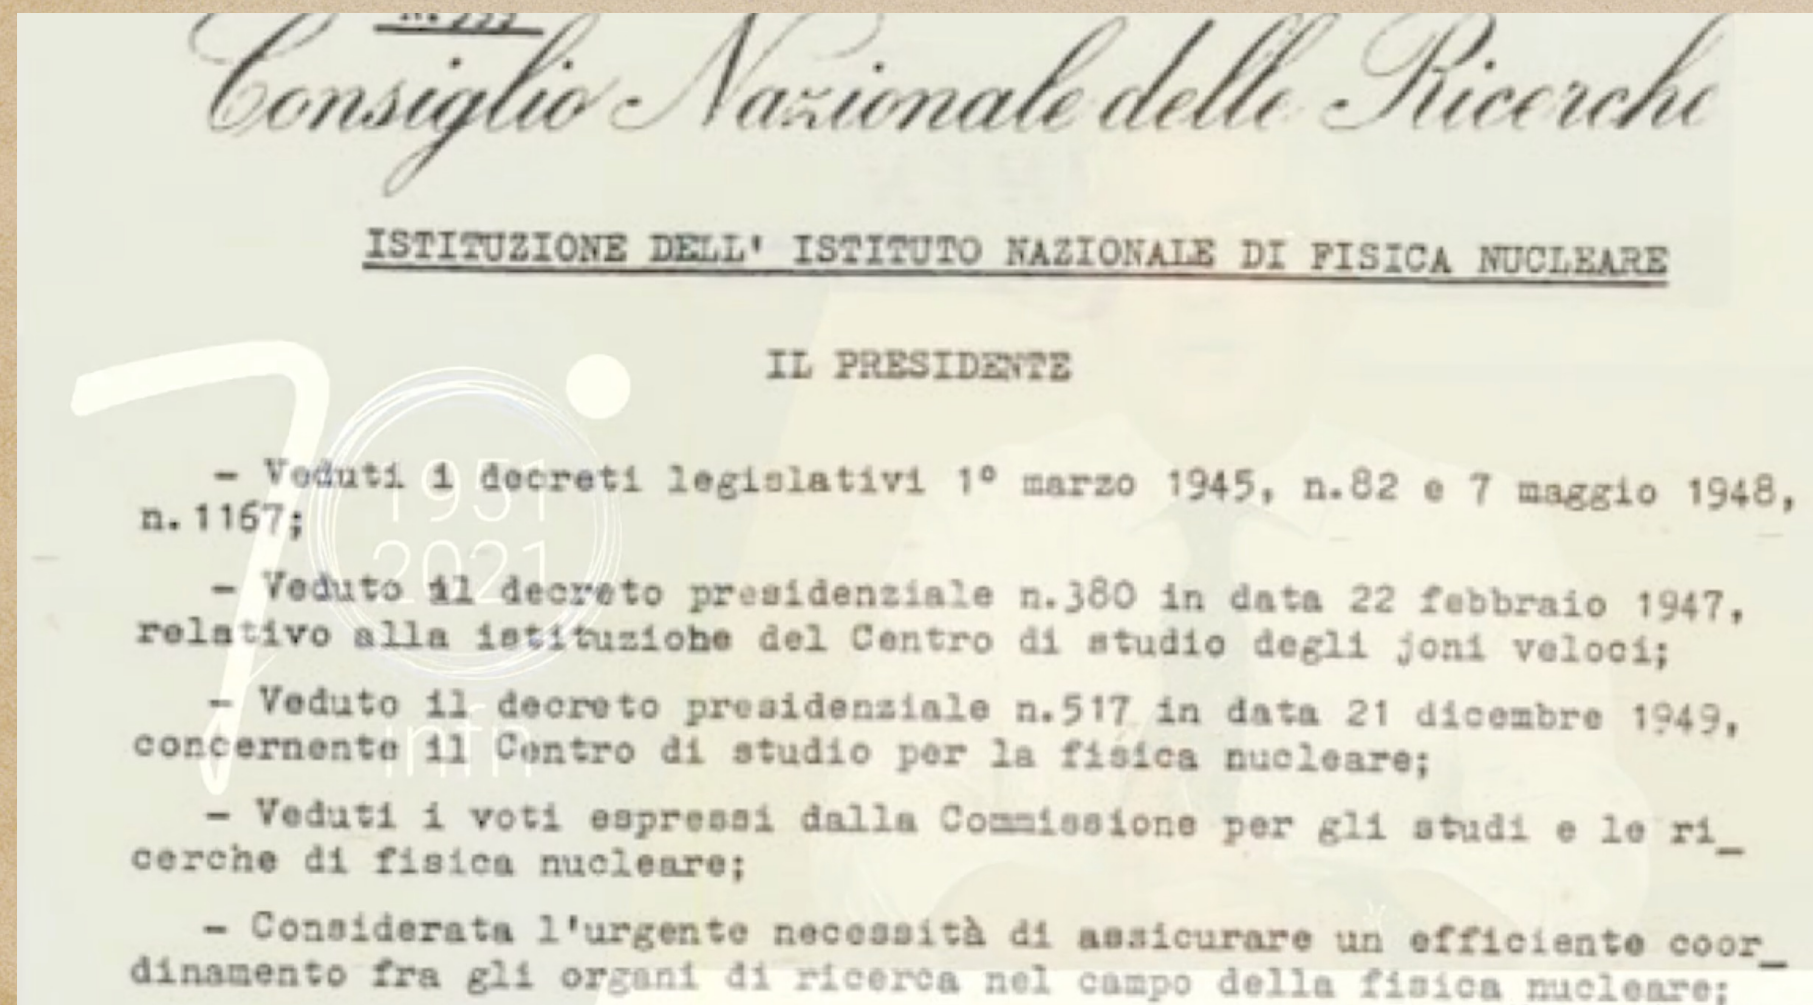 Consiglio Nazionale delle Ricerche
ISTITUZIONE DELL' ISTITUTO NAZIONALE DI FISICA NUCLEARE
IL PRESIDENTE
- Veduti i decreti legislativi 1° marzo 1945, n.82 e 7 maggio 1948,
n.1167;
- Veduto il decreto presidenziale n.380 in data 22 febbraio 1947,
relativo alla istituzione del Centro di studio degli joni veloci;
- Veduto il decreto presidenziale n.517 in data 21 dicembre 1949,
concernente il Centro di studio per la fisica nucleare;
- Veduti i voti espressi dalla Commissione per gli studi e le ri_
cerche di fisica nucleare;
- Considerata l'urgente necessità di assicurare un efficiente coor_
dinamento fra gli organi di ricerca nel campo della fisica nucleare;
70
1951
2021
infn